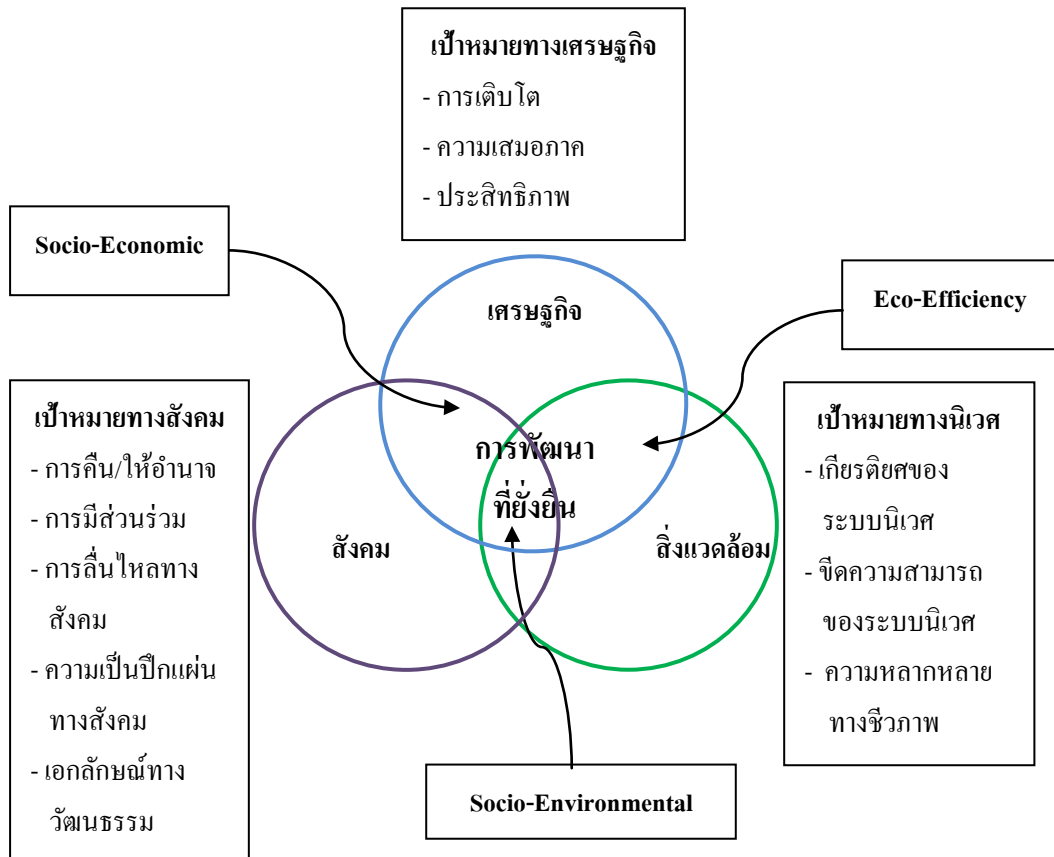 เป้าหมายทางเศรษฐกิจ
- การเติบโต
- ความเสมอภาค
- ประสิทธิภาพ
Socio-Economic
Eco-Efficiency
เศรษฐกิจ
เป้าหมายทางสังคม
- การคืน/ให้อำนาจ
- การมีส่วนร่วม
- การลื่นไหลทาง
สังคม
- ความเป็นปึกแผ่น
ทางสังคม
- เอกลักษณ์ทาง
วัฒนธรรม
การพัฒนา
ที่ยั่งยืน
สังคม
สิ่งแวดล้อม
เป้าหมายทางนิเวศ
- เกียรติยศของ
ระบบนิเวศ
- ขีดความสามารถ
ของระบบนิเวศ
- ความหลากหลาย
ทางชีวภาพ
Socio-Environmental